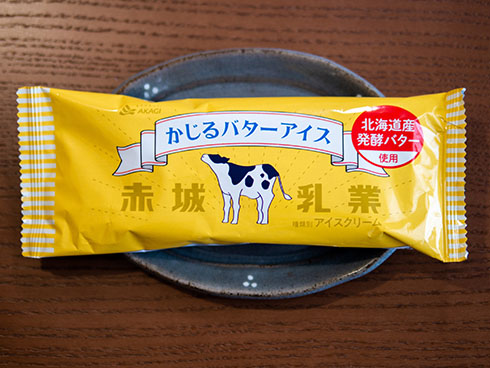 AKAGI
かじるバターアイス
北海道産
発酵バター
使用
赤城乳業
種類別 アイスクリーム